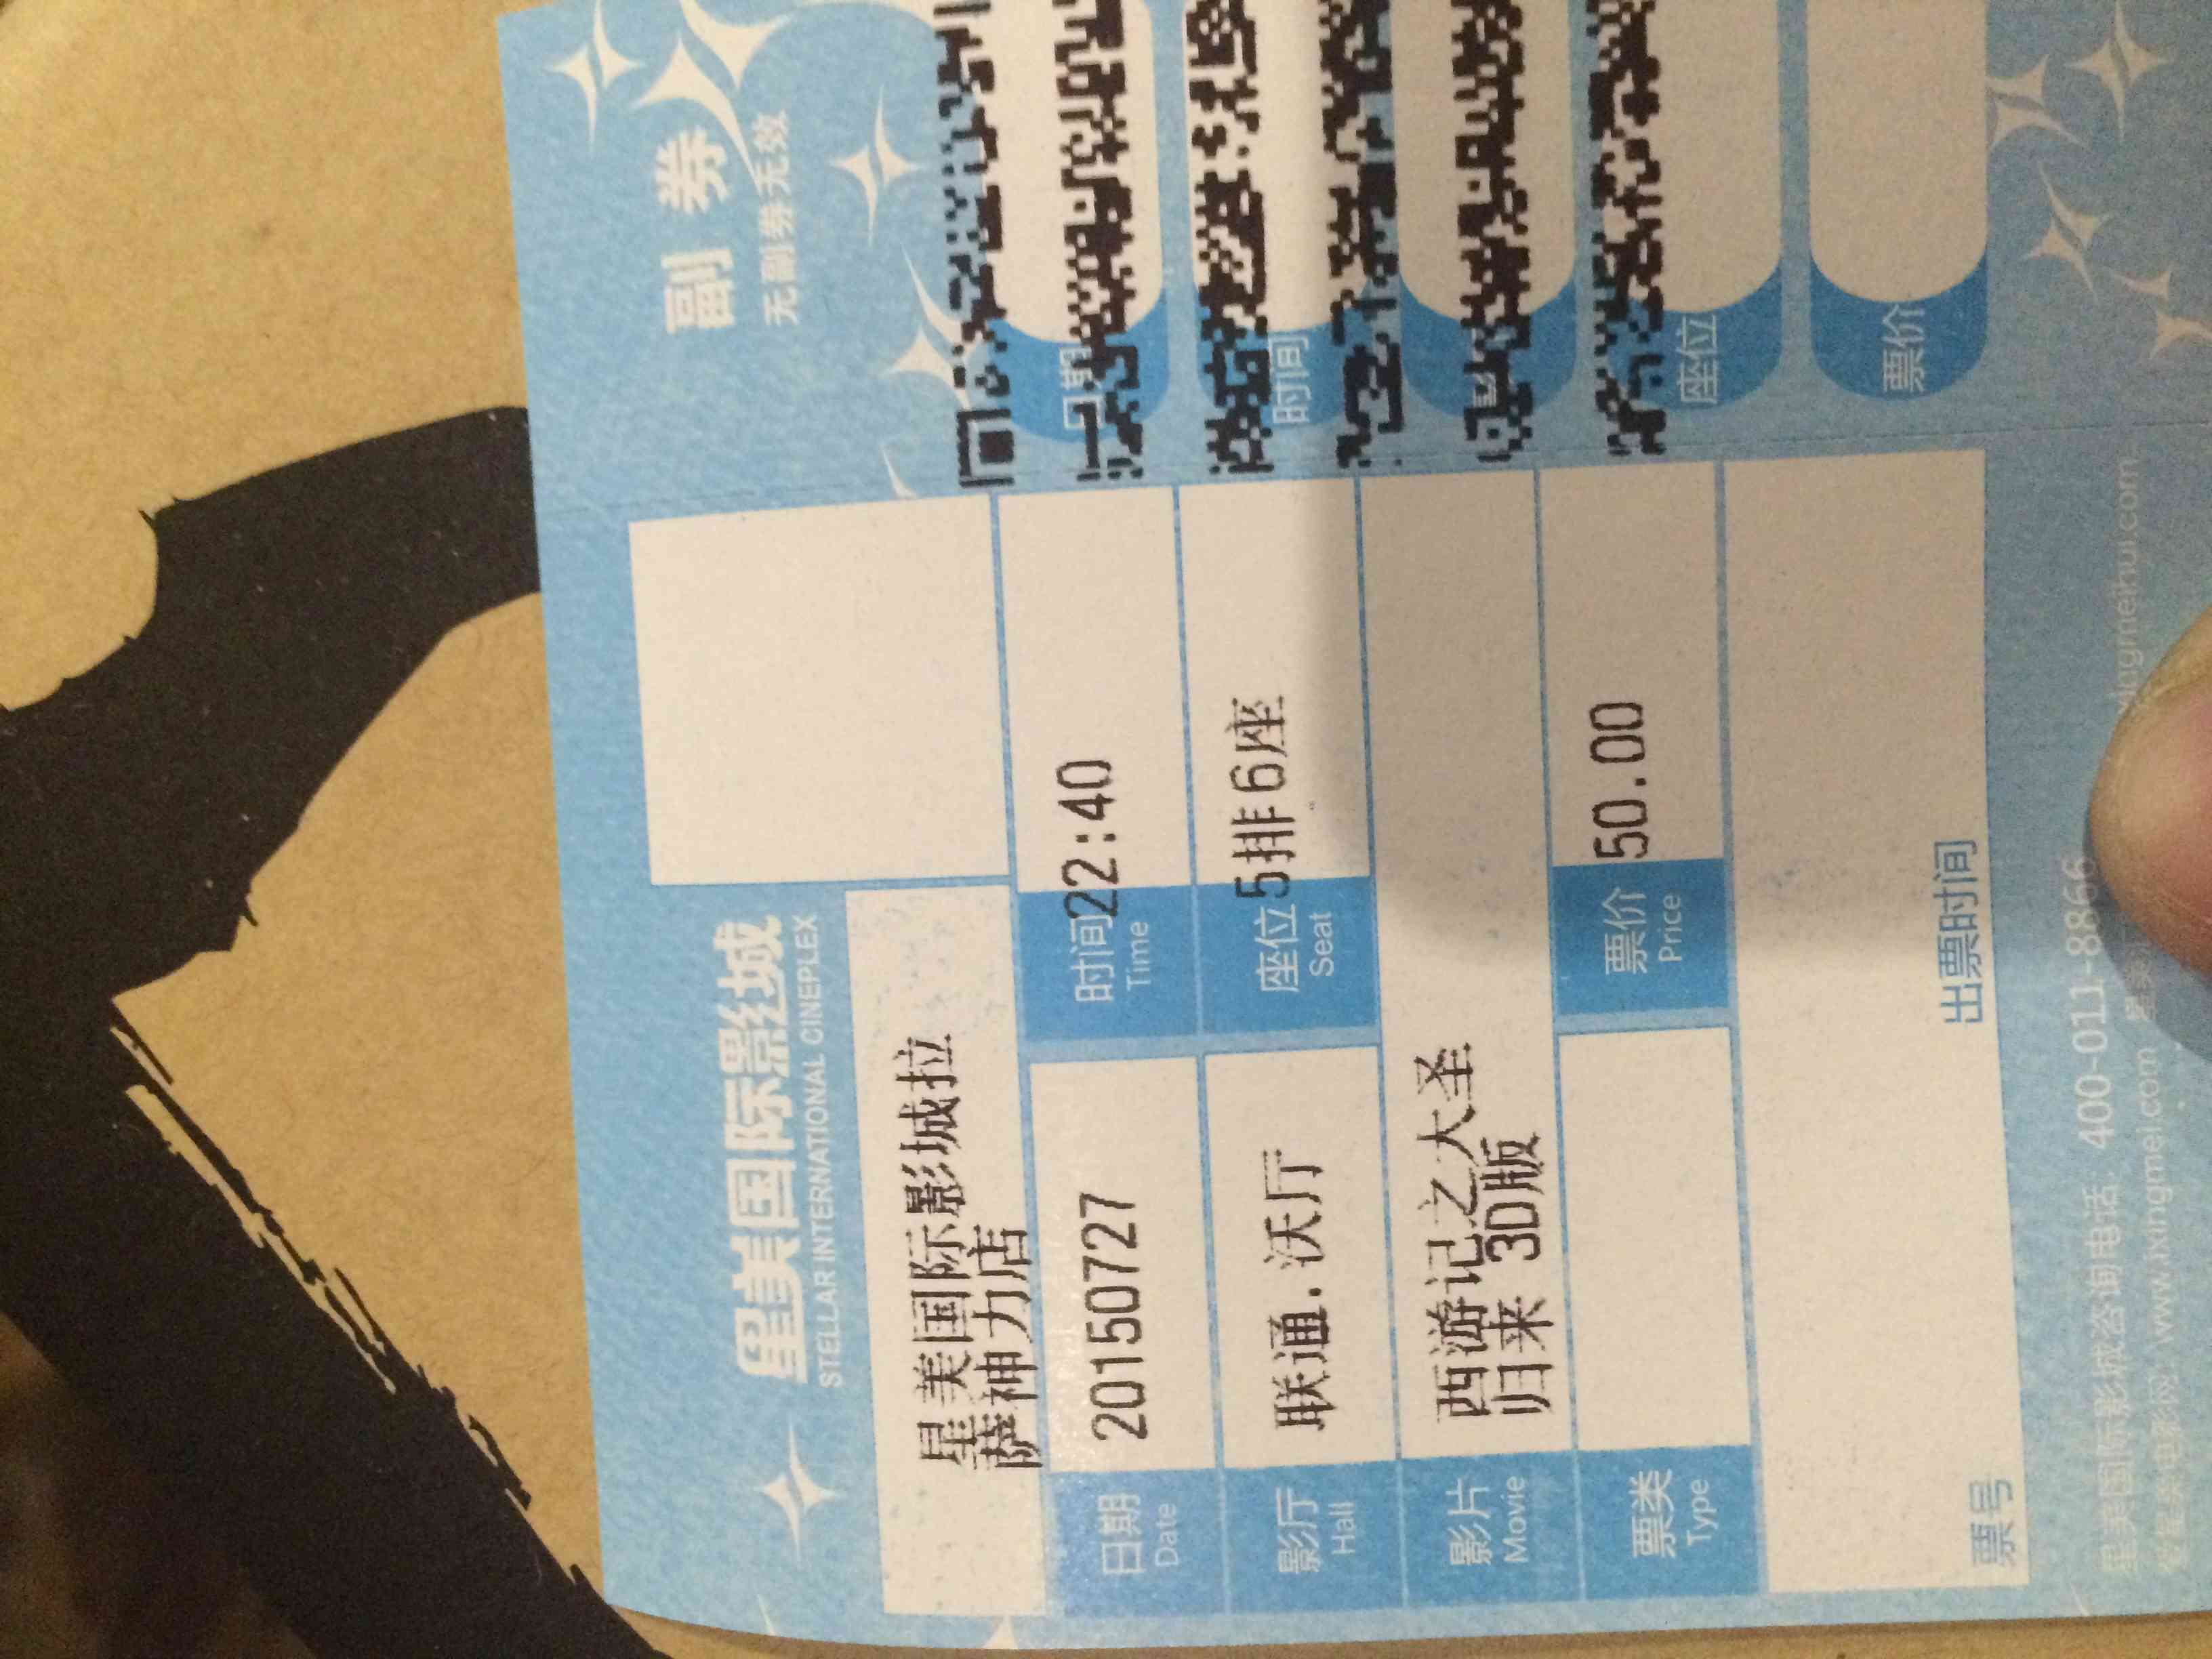 星美国际影城
STELLAR INTERNATIONAL CINEPLEX
副券
无副券无效
星美国际影城拉
萨神力店
日期
Date
20150727
时间
Time
22:40
影厅
Hall
联通.沃厅
座位
Seat
5排6座
影片
Movie
西游记之大圣
归来 3D版
票类
Type
票价
Price
50.00
票号
出票时间
日期
时间
座位
票价
星美国际影城咨询电话: 400-011-8866
爱星美电影网: www.ixingmei.com 星美 xingmeihui.com